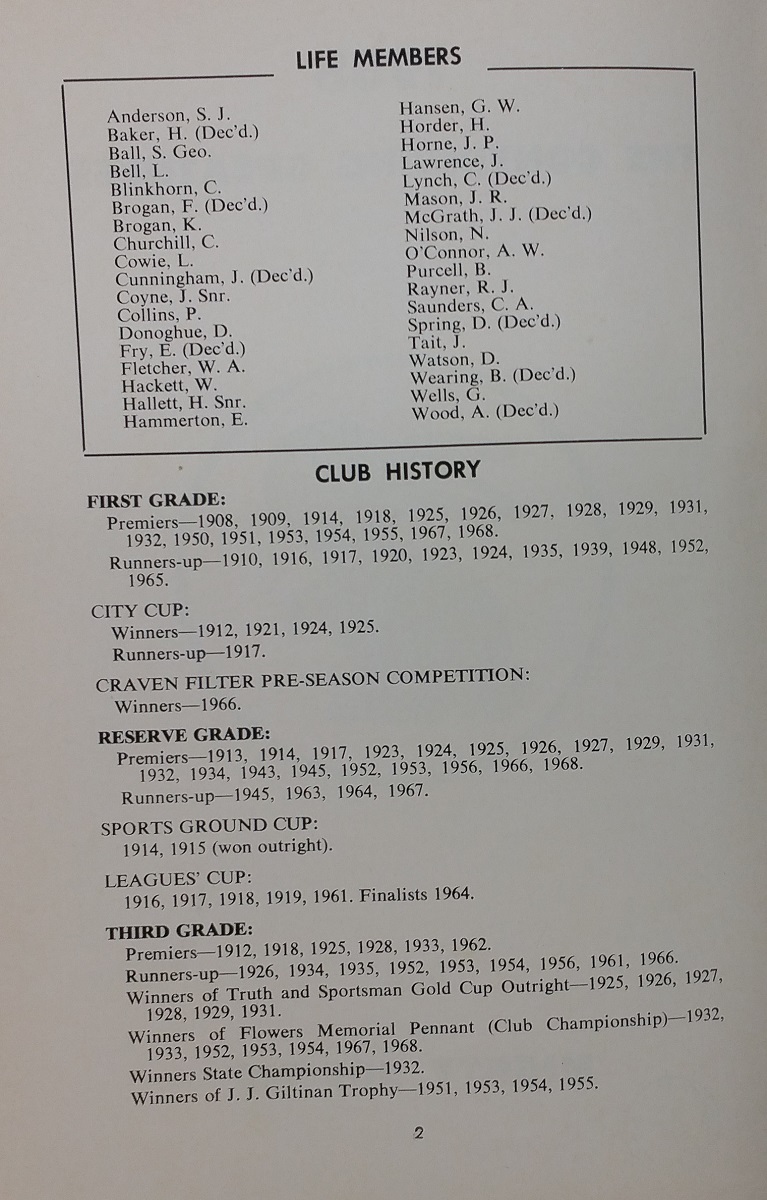 LIFE MEMBERS
Anderson, S. J.
Baker, H. (Dec'd.)
Ball, S. Geo.
Bell, L.
Blinkhorn, C.
Brogan, F. (Dec'd.)
Brogan, K.
Churchill, C.
Cowie, L.
Cunningham, J. (Dec'd.)
Coyne, J. Snr.
Collins, P.
Donoghue, D.
Fry, E. (Dec'd.)
Fletcher, W. A.
Hackett, W.
Hallett, H. Snr.
Hammerton, E.
Hansen, G. W.
Horder, H.
Horne, J. P.
Lawrence, J.
Lynch, C. (Dec'd.)
Mason, J. R.
McGrath, J. J. (Dec'd.)
Nilson, N.
O'Connor, A. W.
Purcell, B.
Rayner, R. J.
Saunders, C. A.
Spring, D. (Dec'd.)
Tait, J.
Watson, D.
Wearing, B. (Dec'd.)
Wells, G.
Wood, A. (Dec'd.)
CLUB HISTORY
FIRST GRADE:
Premiers—1908, 1909, 1914, 1918, 1925, 1926, 1927, 1928, 1929, 1931,
1932, 1950, 1951, 1953, 1954, 1955, 1967, 1968.
Runners-up—1910, 1916, 1917, 1920, 1923, 1924, 1935, 1939, 1948, 1952,
1965.
CITY CUP:
Winners—1912, 1921, 1924, 1925.
Runners-up—1917.
CRAVEN FILTER PRE-SEASON COMPETITION:
Winners—1966.
RESERVE GRADE:
Premiers—1913, 1914, 1917, 1923, 1924, 1925, 1926, 1927, 1929, 1931,
1932, 1934, 1943, 1945, 1952, 1953, 1956, 1966, 1968.
Runners-up—1945, 1963, 1964, 1967.
SPORTS GROUND CUP:
1914, 1915 (won outright).
LEAGUES' CUP:
1916, 1917, 1918, 1919, 1961. Finalists 1964.
THIRD GRADE:
Premiers—1912, 1918, 1925, 1928, 1933, 1962.
Runners-up—1926, 1934, 1935, 1952, 1953, 1954, 1956, 1961, 1966.
Winners of Truth and Sportsman Gold Cup Outright—1925, 1926, 1927,
1928, 1929, 1931.
Winners of Flowers Memorial Pennant (Club Championship)—1932,
1933, 1952, 1953, 1954, 1967, 1968.
Winners State Championship—1932.
Winners of J. J. Giltinan Trophy—1951, 1953, 1954, 1955.
2